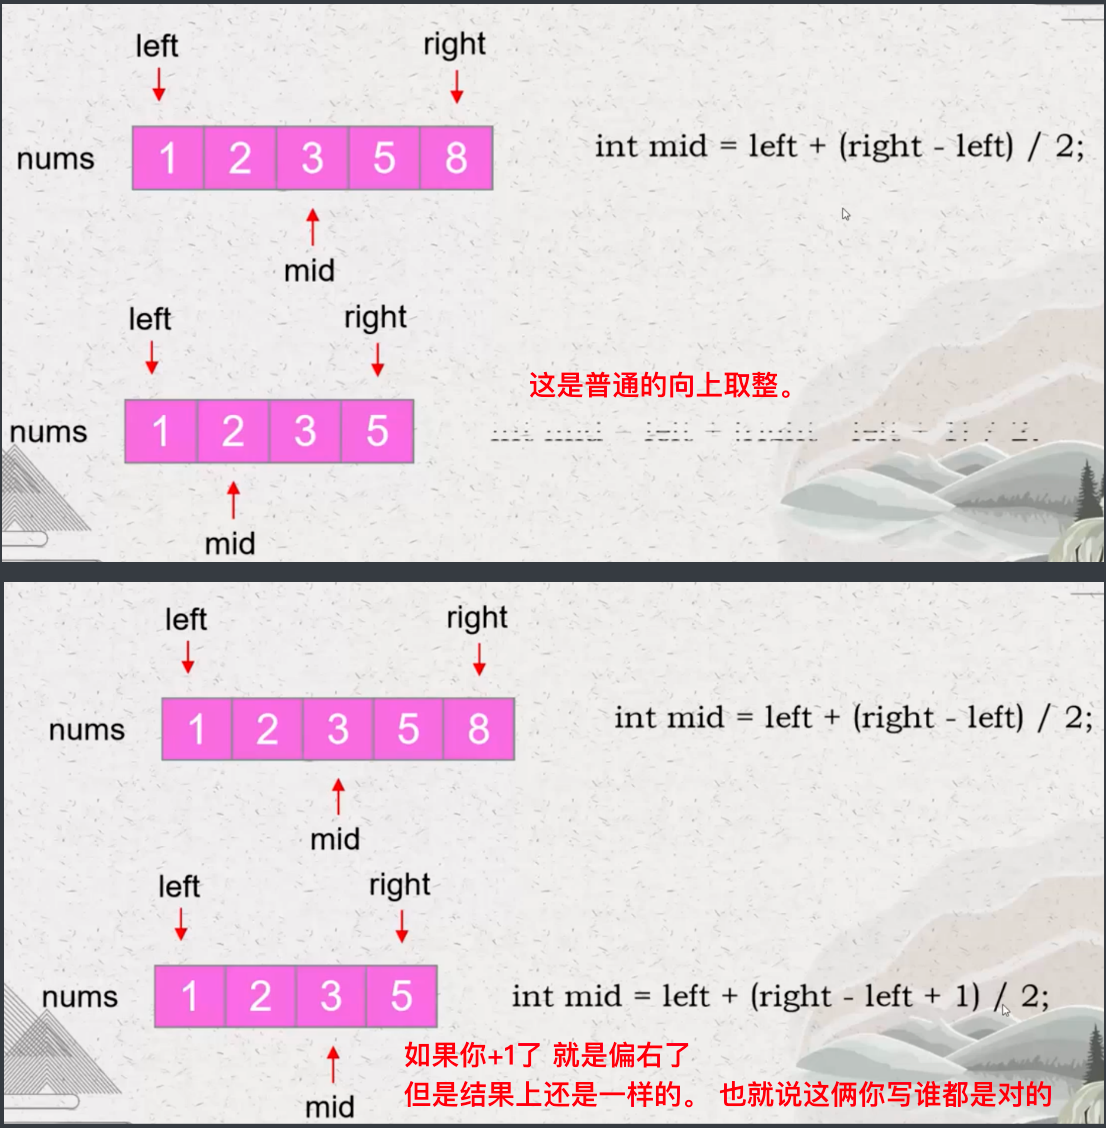 left right
int mid = left + (right - left) / 2;
nums 1 2 3 5 8
mid
left right
这是普通的向上取整。
nums 1 2 3 5
mid
left right
int mid = left + (right - left) / 2;
nums 1 2 3 5 8
mid
left right
nums 1 2 3 5
int mid = left + (right - left + 1) / 2;
如果你+1了 就是偏右了
但是结果上还是一样的。 也就说这俩你写谁都是对的
mid